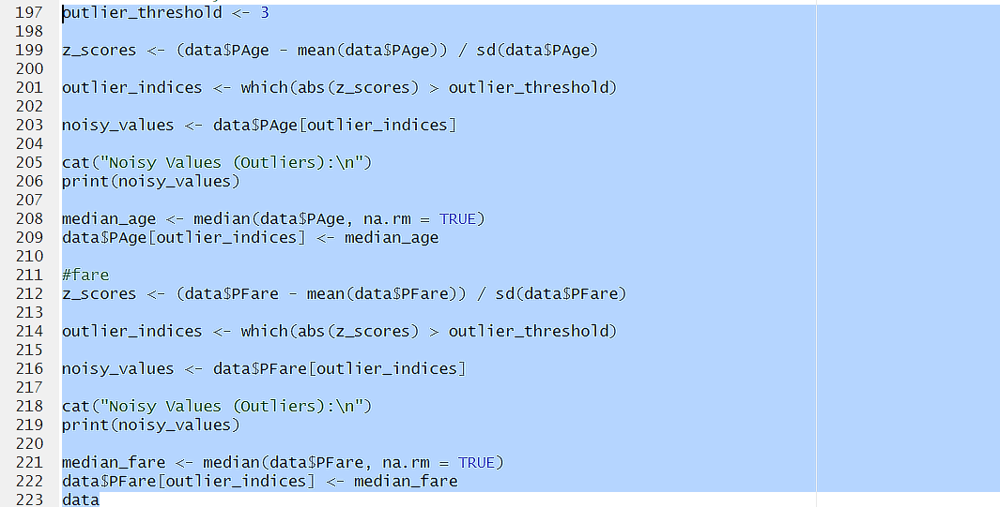 197 outlier_threshold <- 3
198
199 z_scores <- (data$PAge - mean(data$PAge)) / sd(data$PAge)
200
201 outlier_indices <- which(abs(z_scores) > outlier_threshold)
202
203 noisy_values <- data$PAge[outlier_indices]
204
205 cat("Noisy Values (Outliers):\n")
206 print(noisy_values)
207
208 median_age <- median(data$PAge, na.rm = TRUE)
209 data$PAge[outlier_indices] <- median_age
210
211 #fare
212 z_scores <- (data$PFare - mean(data$PFare)) / sd(data$PFare)
213
214 outlier_indices <- which(abs(z_scores) > outlier_threshold)
215
216 noisy_values <- data$PFare[outlier_indices]
217
218 cat("Noisy Values (Outliers):\n")
219 print(noisy_values)
220
221 median_fare <- median(data$PFare, na.rm = TRUE)
222 data$PFare[outlier_indices] <- median_fare
223 data